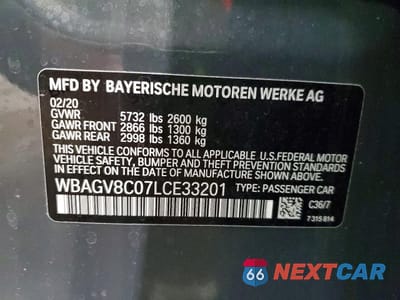 MFD BY BAYERISCHE MOTOREN WERKE AG
02/20
GVWR 5732 lbs 2600 kg
GAWR FRONT 2866 lbs 1300 kg
GAWR REAR 2998 lbs 1360 kg
THIS VEHICLE CONFORMS TO ALL APPLICABLE U.S.FEDERAL MOTOR
VEHICLE SAFETY, BUMPER, AND THEFT PREVENTION STANDARDS IN
EFFECT ON THE DATE OF MANUFACTURE SHOWN ABOVE.
WBAGV8C07LCE33201 TYPE: PASSENGER CAR
C36/7
7 315 814
66 NEXTCAR